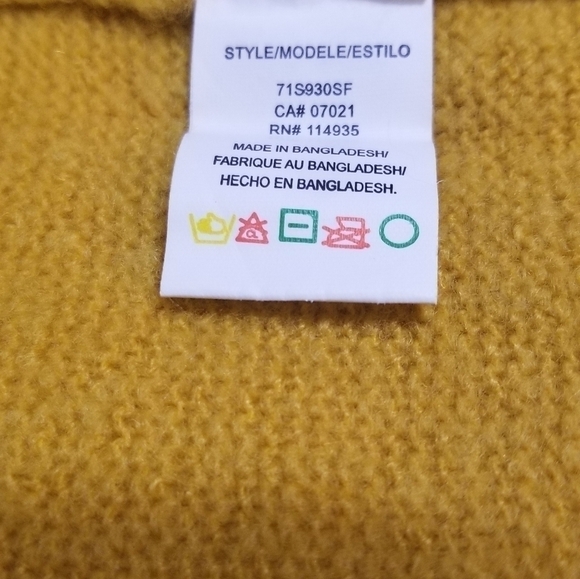 STYLE/MODELE/ESTILO
71S930SF
CA# 07021
RN# 114935
MADE IN BANGLADESH/
FABRIQUE AU BANGLADESH/
HECHO EN BANGLADESH.